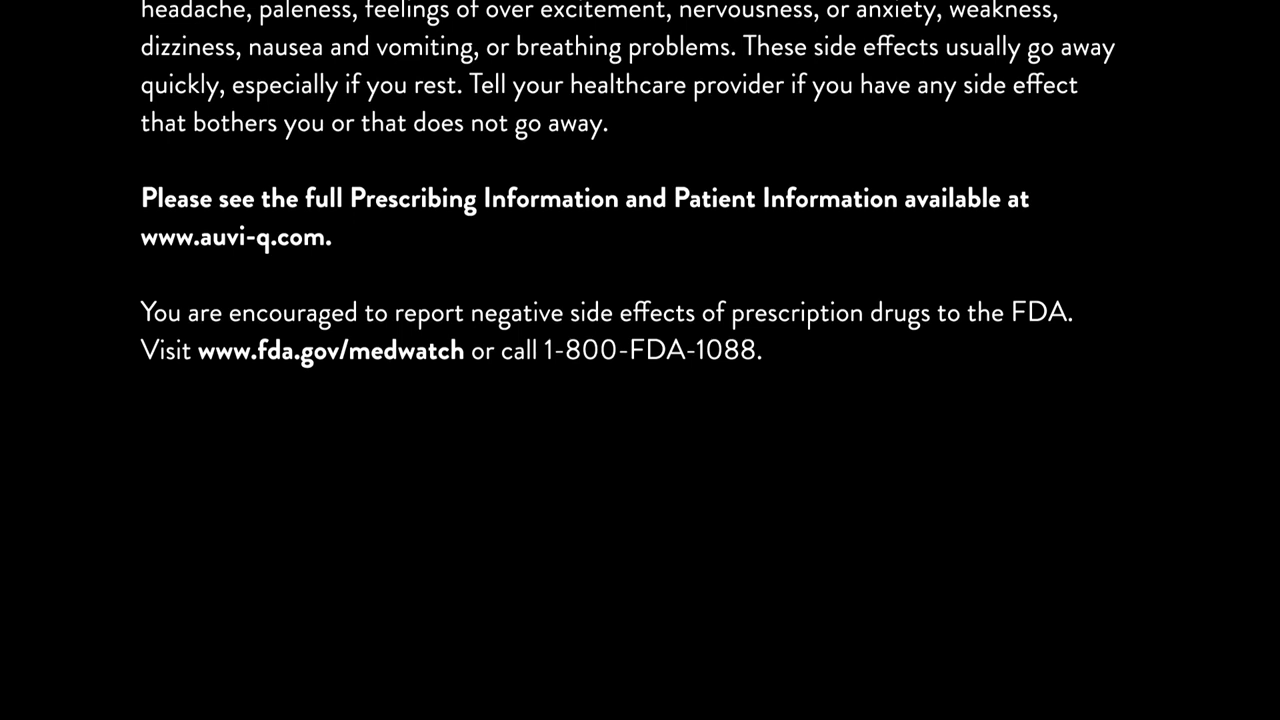 headache, paleness, feelings of over excitement, nervousness, or anxiety, weakness,
dizziness, nausea and vomiting, or breathing problems. These side effects usually go away
quickly, especially if you rest. Tell your healthcare provider if you have any side effect
that bothers you or that does not go away.
Please see the full Prescribing Information and Patient Information available at
www.auvi-q.com.
You are encouraged to report negative side effects of prescription drugs to the FDA.
Visit www.fda.gov/medwatch or call 1-800-FDA-1088.